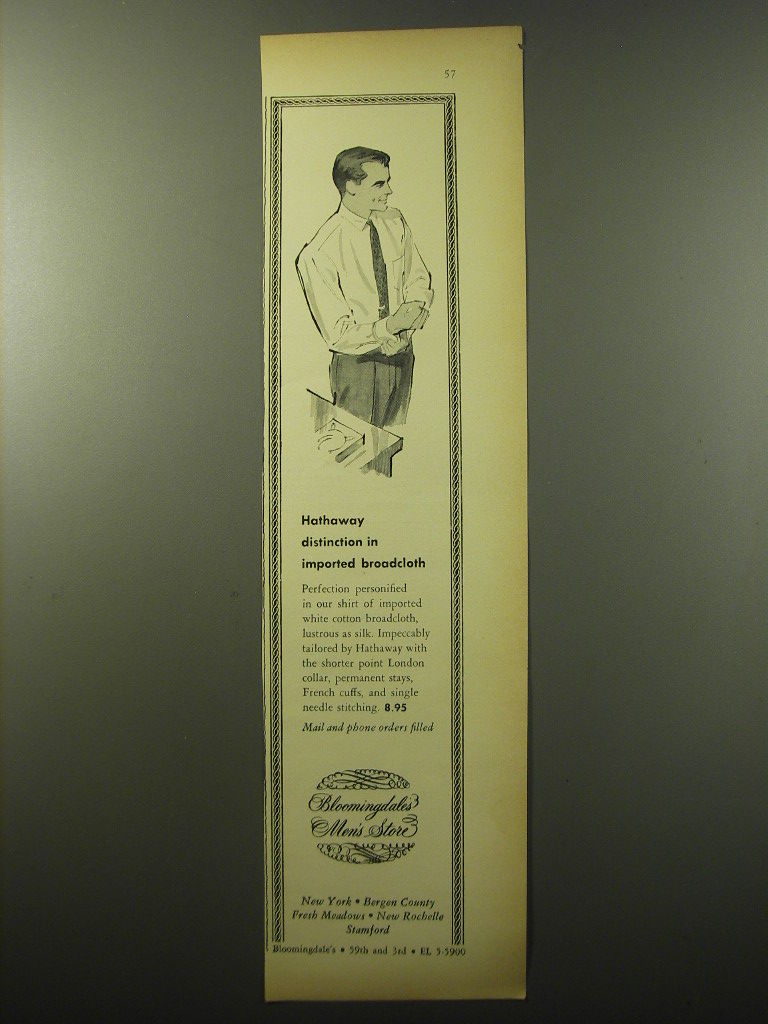 57
Hathaway
distinction in
imported broadcloth
Perfection personified
in our shirt of imported
white cotton broadcloth,
lustrous as silk. Impeccably
tailored by Hathaway with
the shorter point London
collar, permanent stays,
French cuffs, and single
needle stitching. 8.95
Mail and phone orders filled
Bloomingdale's
Men's Store
New York • Bergen County
Fresh Meadows • New Rochelle
Stamford
Bloomingdale's • 59th and 3rd • EL 5-5900